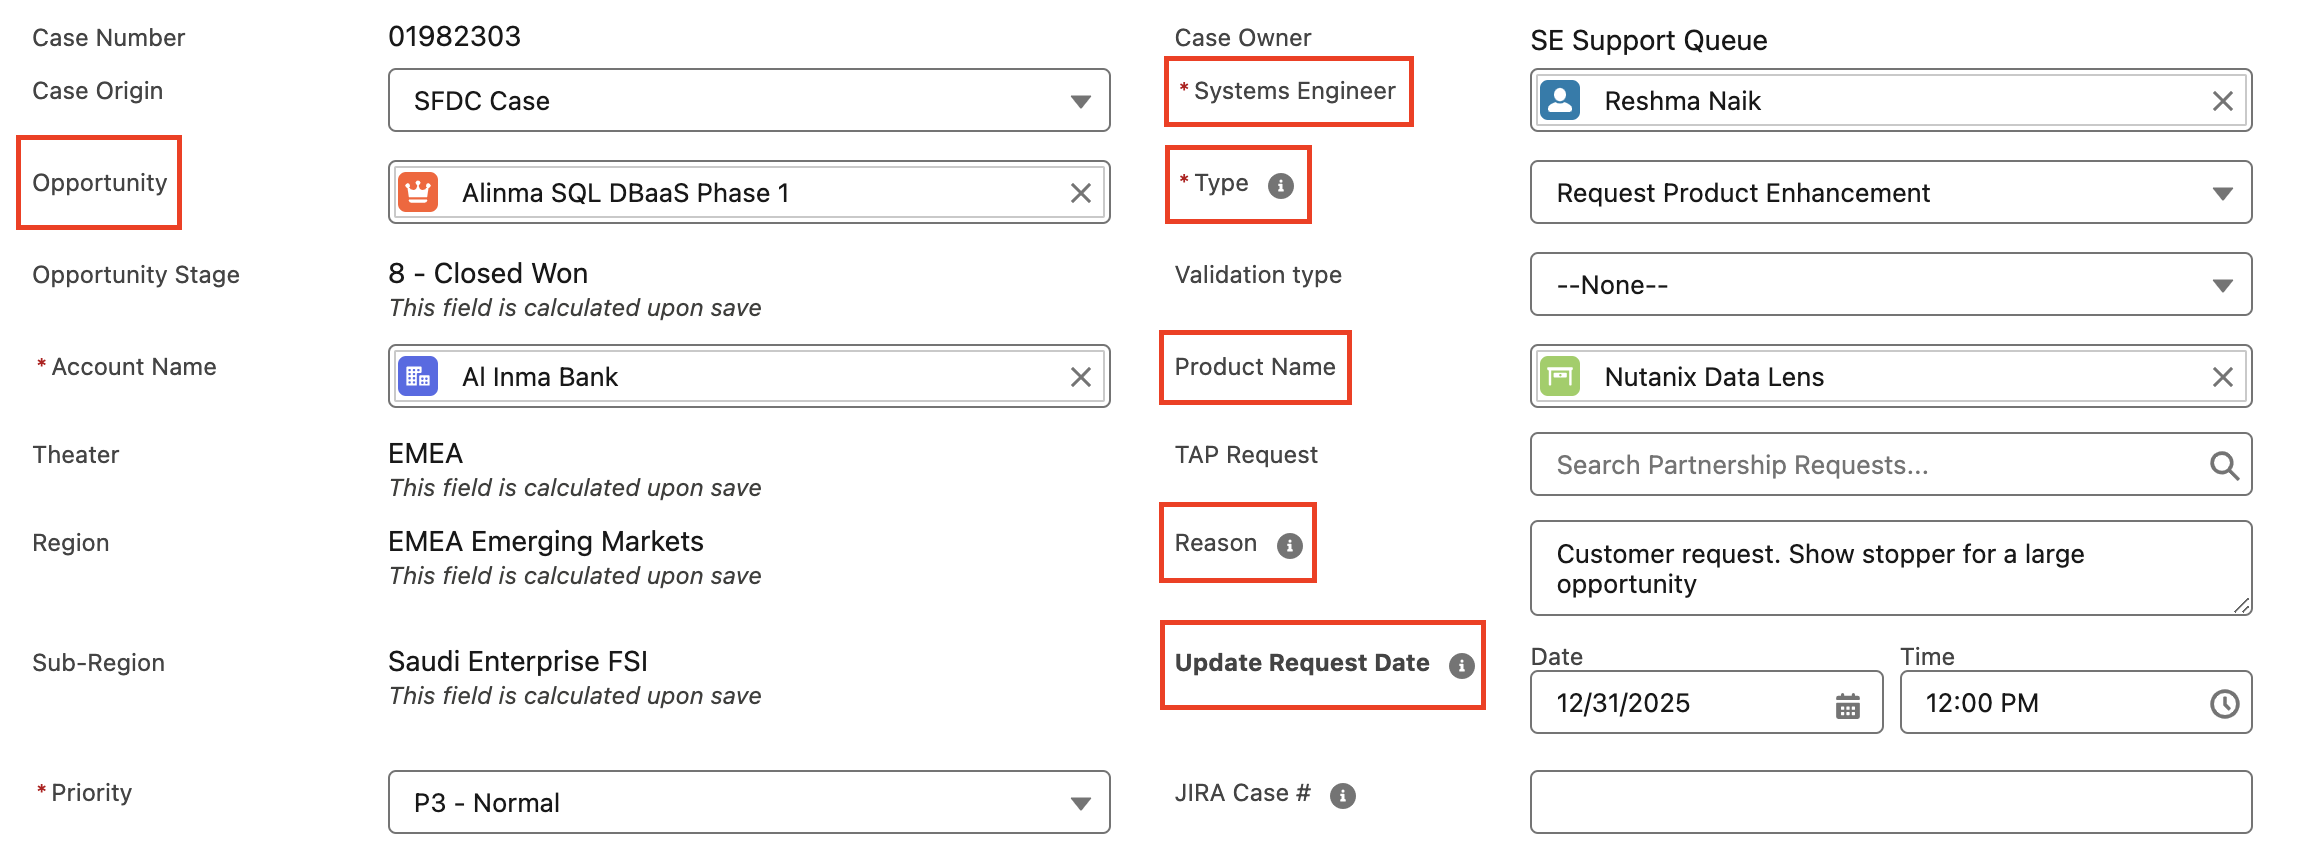 Case Number
01982303
Case Owner
SE Support Queue
Case Origin
SFDC Case
* Systems Engineer
Reshma Naik
Opportunity
Alinma SQL DBaaS Phase 1
* Type
Request Product Enhancement
Opportunity Stage
8 - Closed Won
This field is calculated upon save
Validation type
--None--
* Account Name
Al Inma Bank
Product Name
Nutanix Data Lens
Theater
EMEA
This field is calculated upon save
TAP Request
Search Partnership Requests...
Region
EMEA Emerging Markets
This field is calculated upon save
Reason
Customer request. Show stopper for a large
opportunity
Sub-Region
Saudi Enterprise FSI
This field is calculated upon save
Update Request Date
Date
12/31/2025
Time
12:00 PM
* Priority
P3 - Normal
JIRA Case #